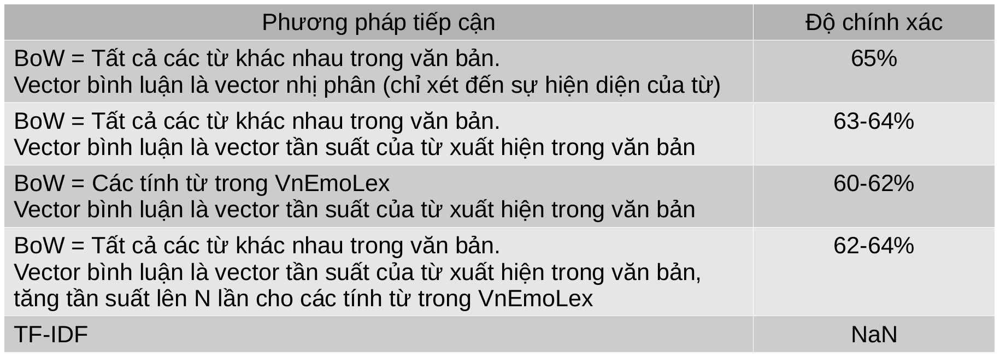 Phương pháp tiếp cận
Độ chính xác
BoW = Tất cả các từ khác nhau trong văn bản.
Vector bình luận là vector nhị phân (chỉ xét đến sự hiện diện của từ)
65%
BoW = Tất cả các từ khác nhau trong văn bản.
Vector bình luận là vector tần suất của từ xuất hiện trong văn bản
63-64%
BoW = Các tính từ trong VnEmoLex
Vector bình luận là vector tần suất của từ xuất hiện trong văn bản
60-62%
BoW = Tất cả các từ khác nhau trong văn bản.
Vector bình luận là vector tần suất của từ xuất hiện trong văn bản,
tăng tần suất lên N lần cho các tính từ trong VnEmoLex
62-64%
TF-IDF
NaN